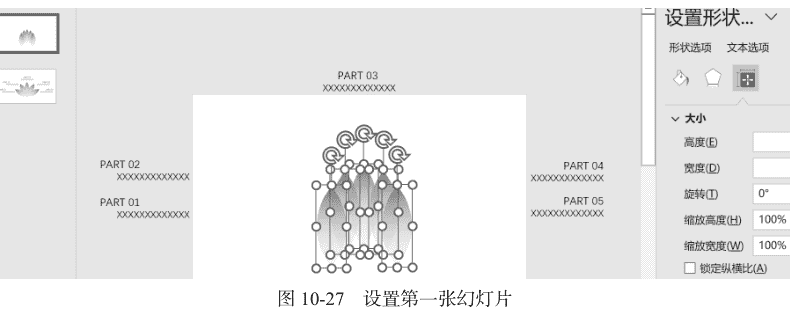 设置形状...
形状选项 文本选项
PART 03
XXXXXXXXXXXXX
大小
高度(E)
PART 02
XXXXXXXXXXXXX
PART 04
XXXXXXXXXXXXX
宽度(D)
旋转(T) 0°
PART 01
XXXXXXXXXXXXX
PART 05
XXXXXXXXXXXXX
缩放高度(H) 100%
缩放宽度(W) 100%
锁定纵横比(A)
图 10-27 设置第一张幻灯片